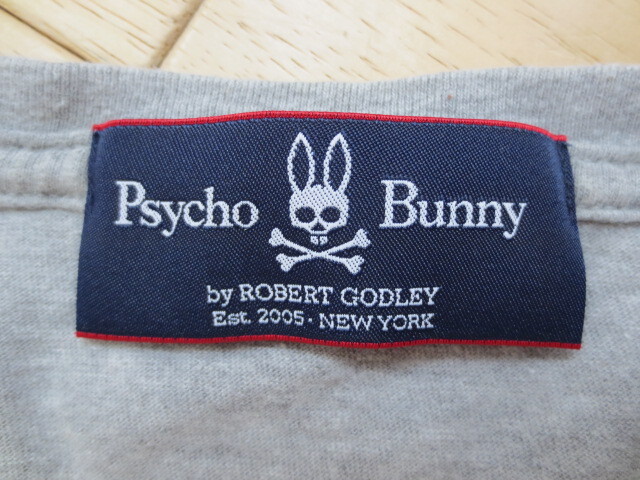 Psycho Bunny
by ROBERT GODLEY
Est. 2005 · NEW YORK